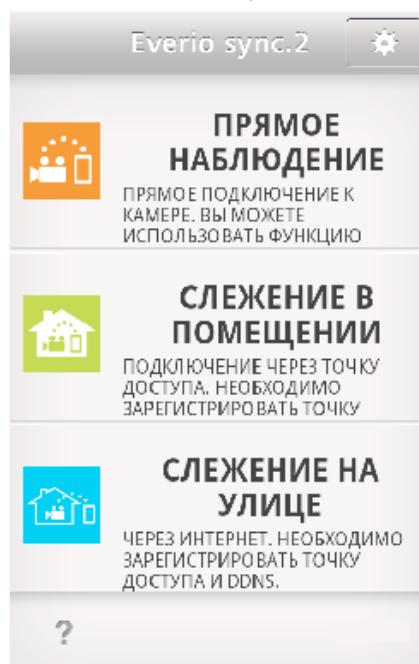 Everio sync.2
ПРЯМОЕ
НАБЛЮДЕНИЕ
ПРЯМОЕ ПОДКЛЮЧЕНИЕ К
КАМЕРЕ. ВЫ МОЖЕТЕ
ИСПОЛЬЗОВАТЬ ФУНКЦИЮ
СЛЕЖЕНИЕ В
ПОМЕЩЕНИИ
ПОДКЛЮЧЕНИЕ ЧЕРЕЗ ТОЧКУ
ДОСТУПА. НЕОБХОДИМО
ЗАРЕГИСТРИРОВАТЬ ТОЧКУ
СЛЕЖЕНИЕ НА
УЛИЦЕ
ЧЕРЕЗ ИНТЕРНЕТ. НЕОБХОДИМО
ЗАРЕГИСТРИРОВАТЬ ТОЧКУ
ДОСТУПА И DDNS.
?